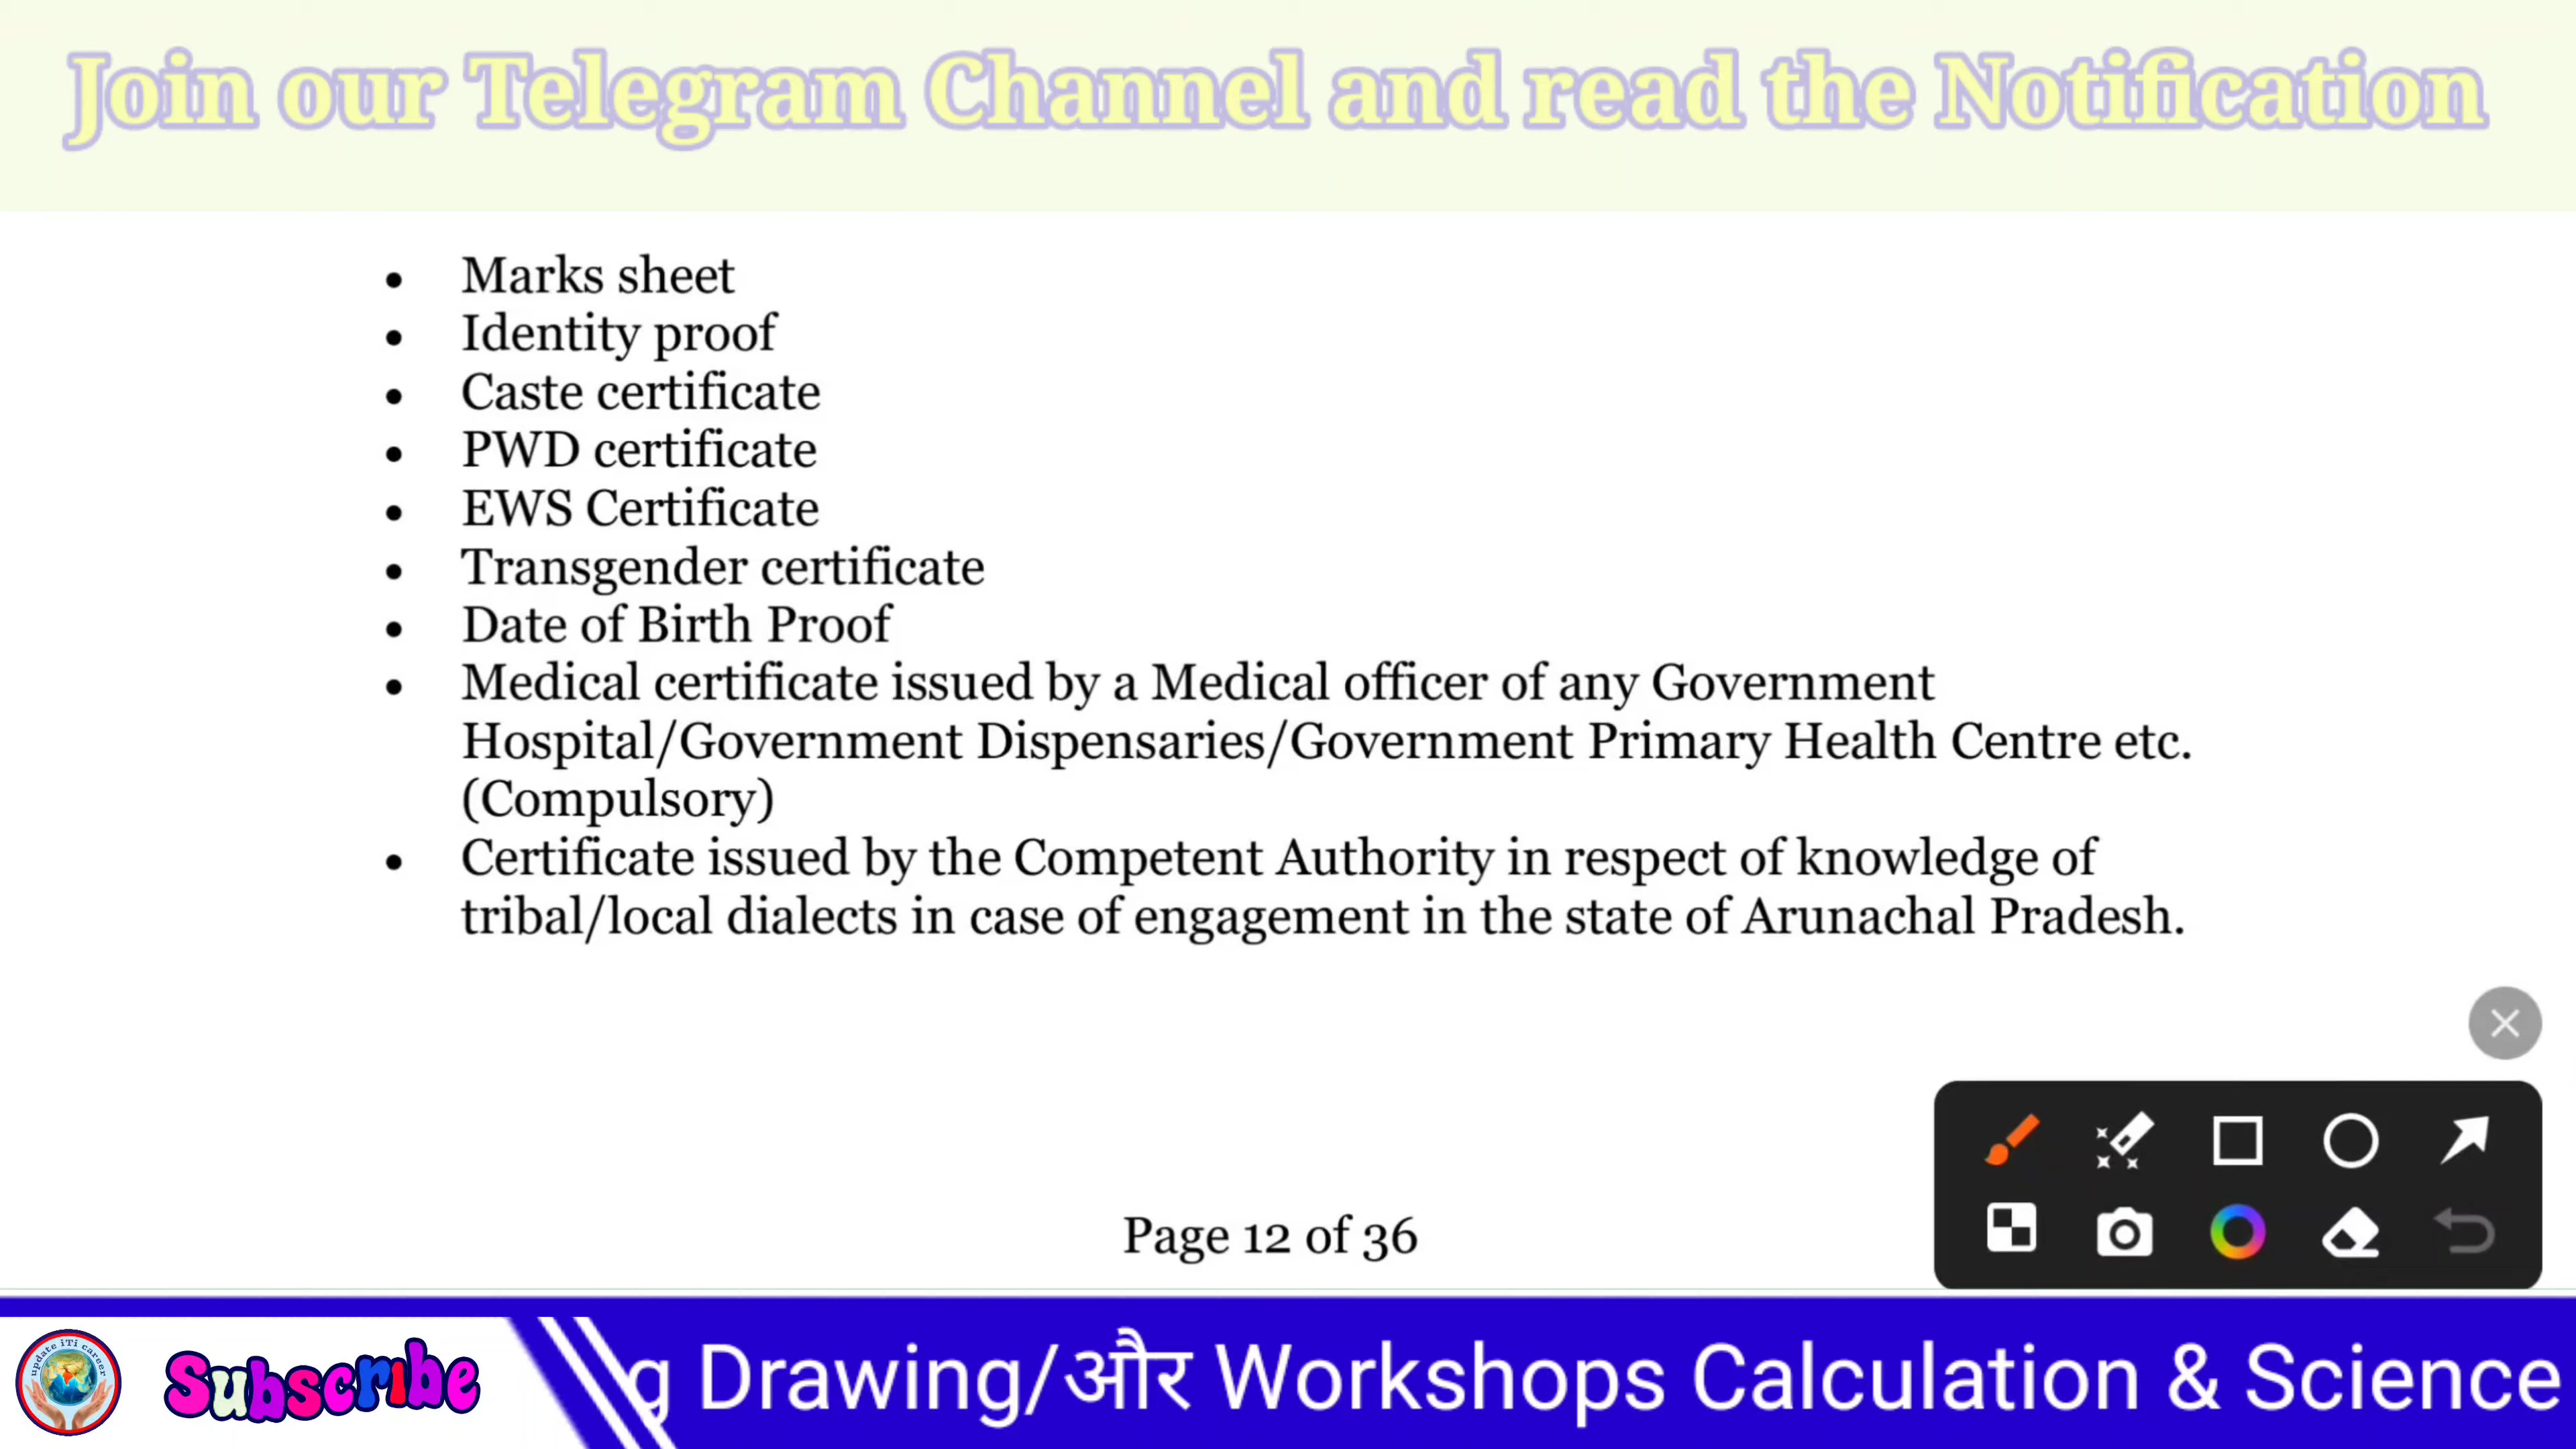 Join our Telegram Channel and read the Notification
• Marks sheet
• Identity proof
• Caste certificate
• PWD certificate
• EWS Certificate
• Transgender certificate
• Date of Birth Proof
• Medical certificate issued by a Medical officer of any Government
Hospital/Government Dispensaries/Government Primary Health Centre etc.
(Compulsory)
• Certificate issued by the Competent Authority in respect of knowledge of
tribal/local dialects in case of engagement in the state of Arunachal Pradesh.
Page 12 of 36
update iTi career
Subscribe
g Drawing/और Workshops Calculation & Science